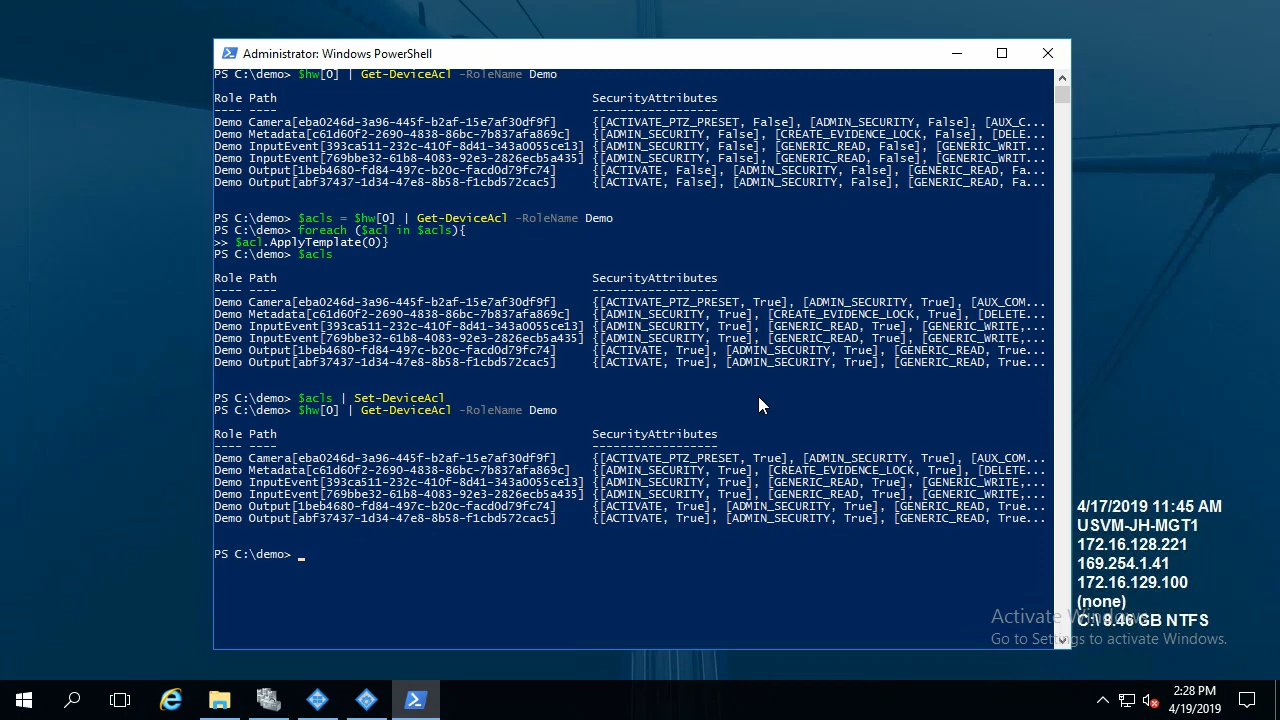 Administrator: Windows PowerShell
PS C:\demo> $hw[0] | Get-DeviceAcl -RoleName Demo
Role Path SecurityAttributes
---- ---- ------------------
Demo Camera[eba0246d-3a96-445f-b2af-15e7af30df9f] {[ACTIVATE_PTZ_PRESET, False], [ADMIN_SECURITY, False], [AUX_C...
Demo Metadata[c61d60f2-2690-4838-86bc-7b837afa869c] {[ADMIN_SECURITY, False], [CREATE_EVIDENCE_LOCK, False], [DELE...
Demo InputEvent[393ca511-232c-410f-8d41-343a0055ce13] {[ADMIN_SECURITY, False], [GENERIC_READ, False], [GENERIC_WRIT...
Demo InputEvent[769bbe32-61b8-4083-92e3-2826ecb5a435] {[ADMIN_SECURITY, False], [GENERIC_READ, False], [GENERIC_WRIT...
Demo Output[1beb4680-fd84-497c-b20c-facd0d79fc74] {[ACTIVATE, False], [ADMIN_SECURITY, False], [GENERIC_READ, Fa...
Demo Output[abf37437-1d34-47e8-8b58-f1cbd572cac5] {[ACTIVATE, False], [ADMIN_SECURITY, False], [GENERIC_READ, Fa...
PS C:\demo> $acls = $hw[0] | Get-DeviceAcl -RoleName Demo
PS C:\demo> foreach ($acl in $acls){
>> $acl.ApplyTemplate(0)}
PS C:\demo> $acls
Role Path SecurityAttributes
---- ---- ------------------
Demo Camera[eba0246d-3a96-445f-b2af-15e7af30df9f] {[ACTIVATE_PTZ_PRESET, True], [ADMIN_SECURITY, True], [AUX_COM...
Demo Metadata[c61d60f2-2690-4838-86bc-7b837afa869c] {[ADMIN_SECURITY, True], [CREATE_EVIDENCE_LOCK, True], [DELETE...
Demo InputEvent[393ca511-232c-410f-8d41-343a0055ce13] {[ADMIN_SECURITY, True], [GENERIC_READ, True], [GENERIC_WRITE,...
Demo InputEvent[769bbe32-61b8-4083-92e3-2826ecb5a435] {[ADMIN_SECURITY, True], [GENERIC_READ, True], [GENERIC_WRITE,...
Demo Output[1beb4680-fd84-497c-b20c-facd0d79fc74] {[ACTIVATE, True], [ADMIN_SECURITY, True], [GENERIC_READ, True...
Demo Output[abf37437-1d34-47e8-8b58-f1cbd572cac5] {[ACTIVATE, True], [ADMIN_SECURITY, True], [GENERIC_READ, True...
PS C:\demo> $acls | Set-DeviceAcl
PS C:\demo> $hw[0] | Get-DeviceAcl -RoleName Demo
Role Path SecurityAttributes
---- ---- ------------------
Demo Camera[eba0246d-3a96-445f-b2af-15e7af30df9f] {[ACTIVATE_PTZ_PRESET, True], [ADMIN_SECURITY, True], [AUX_COM...
Demo Metadata[c61d60f2-2690-4838-86bc-7b837afa869c] {[ADMIN_SECURITY, True], [CREATE_EVIDENCE_LOCK, True], [DELETE...
Demo InputEvent[393ca511-232c-410f-8d41-343a0055ce13] {[ADMIN_SECURITY, True], [GENERIC_READ, True], [GENERIC_WRITE,...
Demo InputEvent[769bbe32-61b8-4083-92e3-2826ecb5a435] {[ADMIN_SECURITY, True], [GENERIC_READ, True], [GENERIC_WRITE,...
Demo Output[1beb4680-fd84-497c-b20c-facd0d79fc74] {[ACTIVATE, True], [ADMIN_SECURITY, True], [GENERIC_READ, True...
Demo Output[abf37437-1d34-47e8-8b58-f1cbd572cac5] {[ACTIVATE, True], [ADMIN_SECURITY, True], [GENERIC_READ, True...
PS C:\demo> _
4/17/2019 11:45 AM
USVM-JH-MGT1
172.16.128.221
169.254.1.41
172.16.129.100
(none)
C:\ 8.46 GB NTFS
Activate Windows
Go to Settings to activate Windows.
2:28 PM
4/19/2019